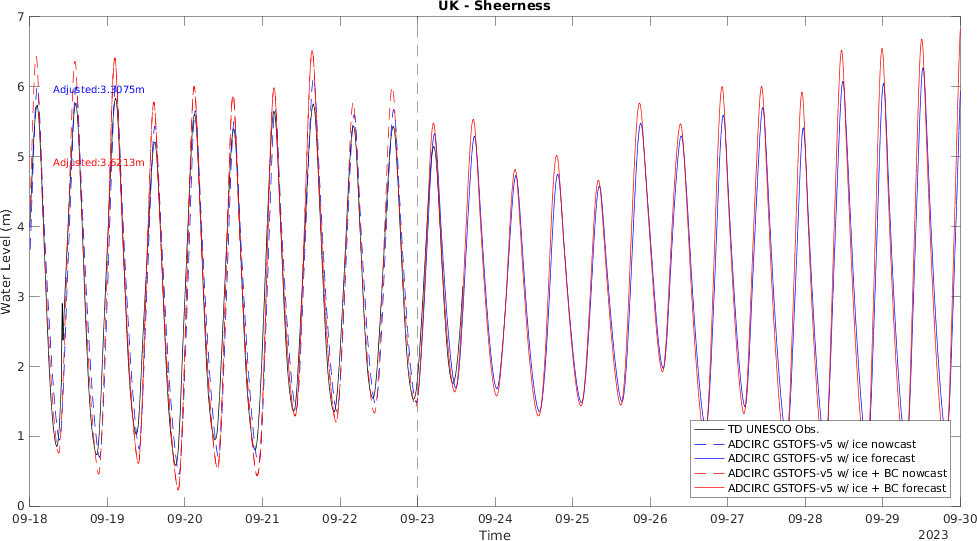 UK - Sheerness
7
6
5
4
3
2
1
0
Water Level (m)
Adjusted:3.3075m
Adjusted:3.6213m
TD UNESCO Obs.
ADCIRC GSTOFS-v5 w/ ice nowcast
ADCIRC GSTOFS-v5 w/ ice forecast
ADCIRC GSTOFS-v5 w/ ice + BC nowcast
ADCIRC GSTOFS-v5 w/ ice + BC forecast
09-18 09-19 09-20 09-21 09-22 09-23 09-24 09-25 09-26 09-27 09-28 09-29 09-30
Time
2023